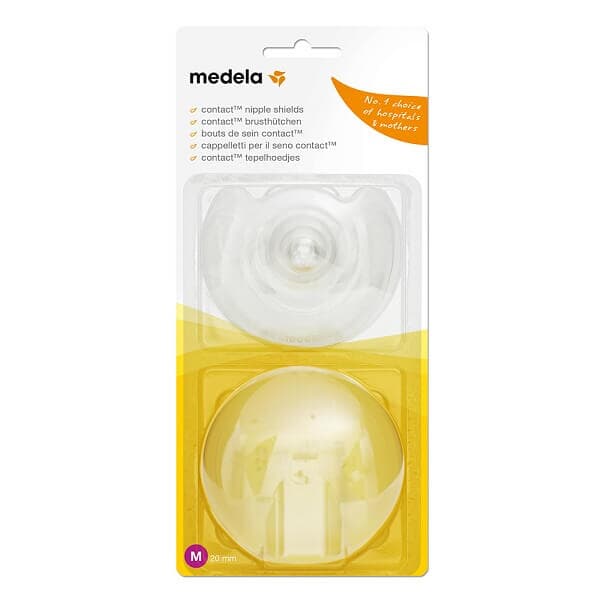 medela
contact™ nipple shields
contact™ brusthütchen
bouts de sein contact™
cappelletti per il seno contact™
contact™ tepelhoedjes
No. 1 choice
of hospitals
& mothers
M 20 mm